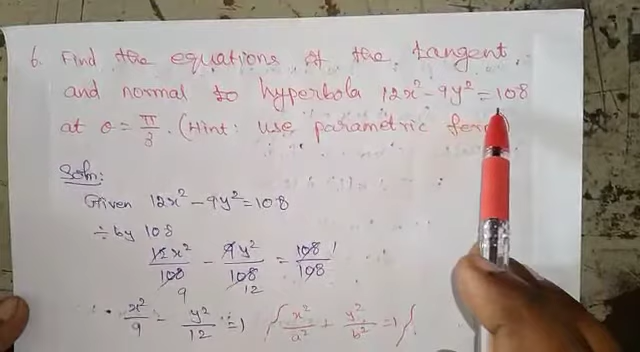 6. Find the equations of the tangent
and normal to hyperbola 12x² - 9y² = 108
at θ = π/3. (Hint: use parametric form)
Soln:
Given 12x² - 9y² = 108
÷ by 108
12x²/108 - 9y²/108 = 108/108 1
9 12
∴ x²/9 - y²/12 = 1 (x²/a² + y²/b² = 1)